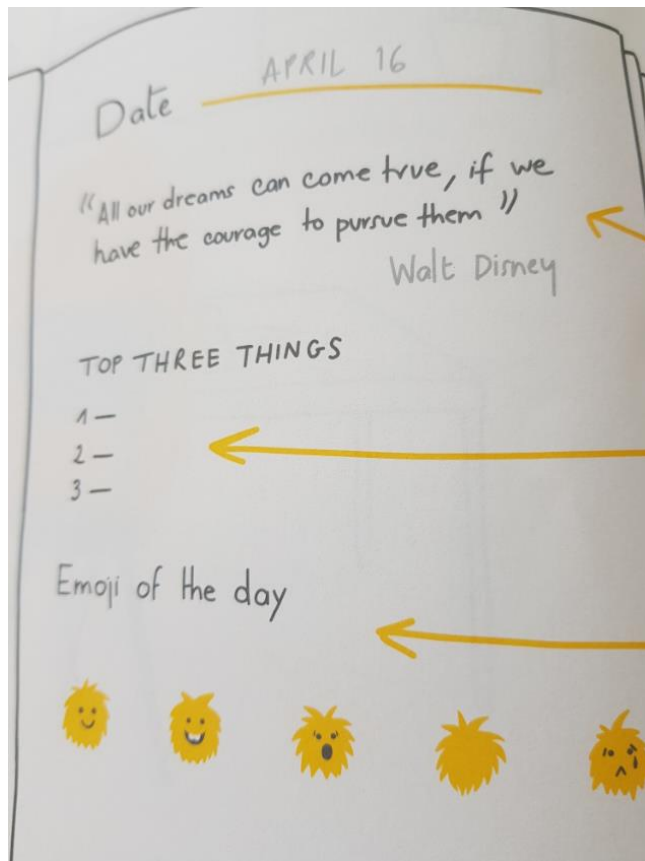 Date APRIL 16
"All our dreams can come true, if we
have the courage to pursue them"
Walt Disney
TOP THREE THINGS
1 —
2 —
3 —
Emoji of the day